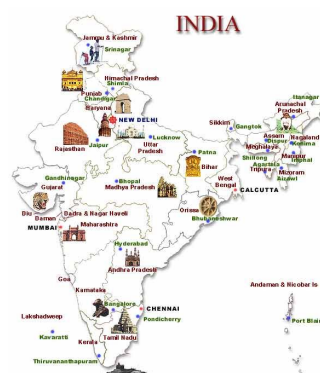 INDIA
Jammu & Kashmir
Srinagar
Himachal Pradesh
Shimla
Punjab
Chandigar
Haryana
NEW DELHI
Itanagar
Arunachal
Pradesh
Sikkim
Gangtok
Assam
Dispur
Nagaland
Kohima
Meghalaya
Shillong
Manipur
Imphal
Agartala
Tripura
Mizoram
Aizawl
Rajasthan
Jaipur
Lucknow
Uttar
Pradesh
Patna
Bihar
Gandhinagar
Gujarat
Bhopal
Madhya Pradesh
West
Bengal
CALCUTTA
Diu
Daman
Dadra & Nagar Haveli
Orissa
Bhubaneshwar
MUMBAI
Maharashtra
Hyderabad
Andhra Pradesh
Goa
Karnataka
Andaman & Nicobar Is
Bangalore
CHENNAI
Lakshadweep
Pondicherry
Port Blair
Kavaratti
Kerala
Tamil Nadu
Thiruvananthapuram